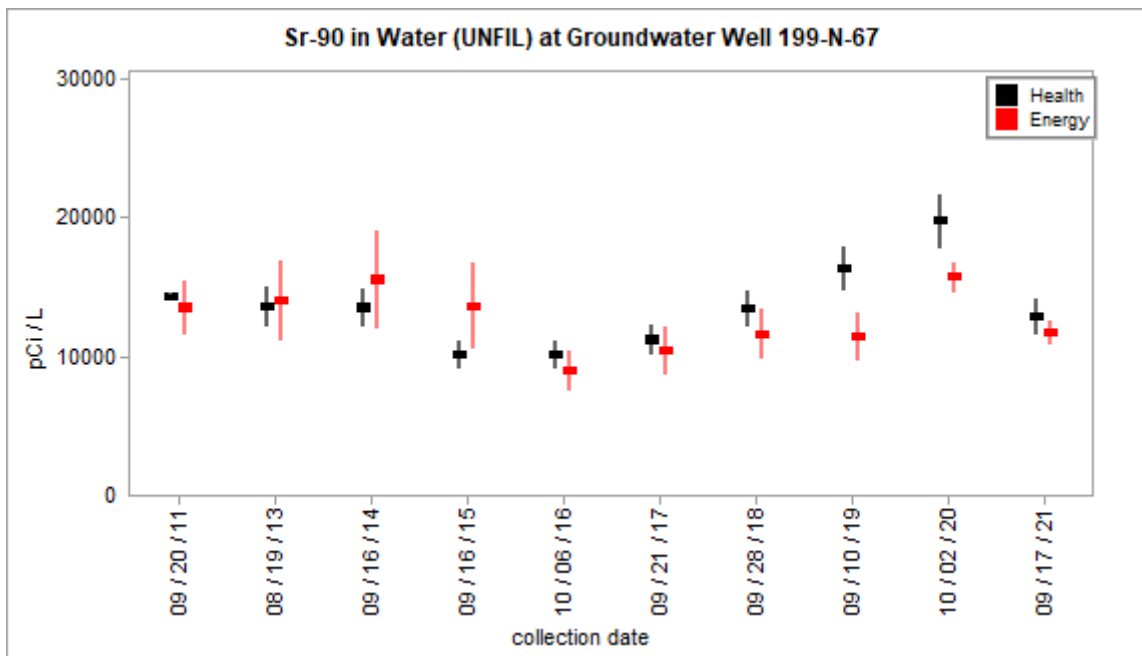 Sr-90 in Water (UNFIL) at Groundwater Well 199-N-67
Health
Energy
pCi / L
30000
20000
10000
0
09 / 20 / 11
08 / 19 / 13
09 / 16 / 14
09 / 16 / 15
10 / 06 / 16
09 / 21 / 17
09 / 28 / 18
09 / 10 / 19
10 / 02 / 20
09 / 17 / 21
collection date